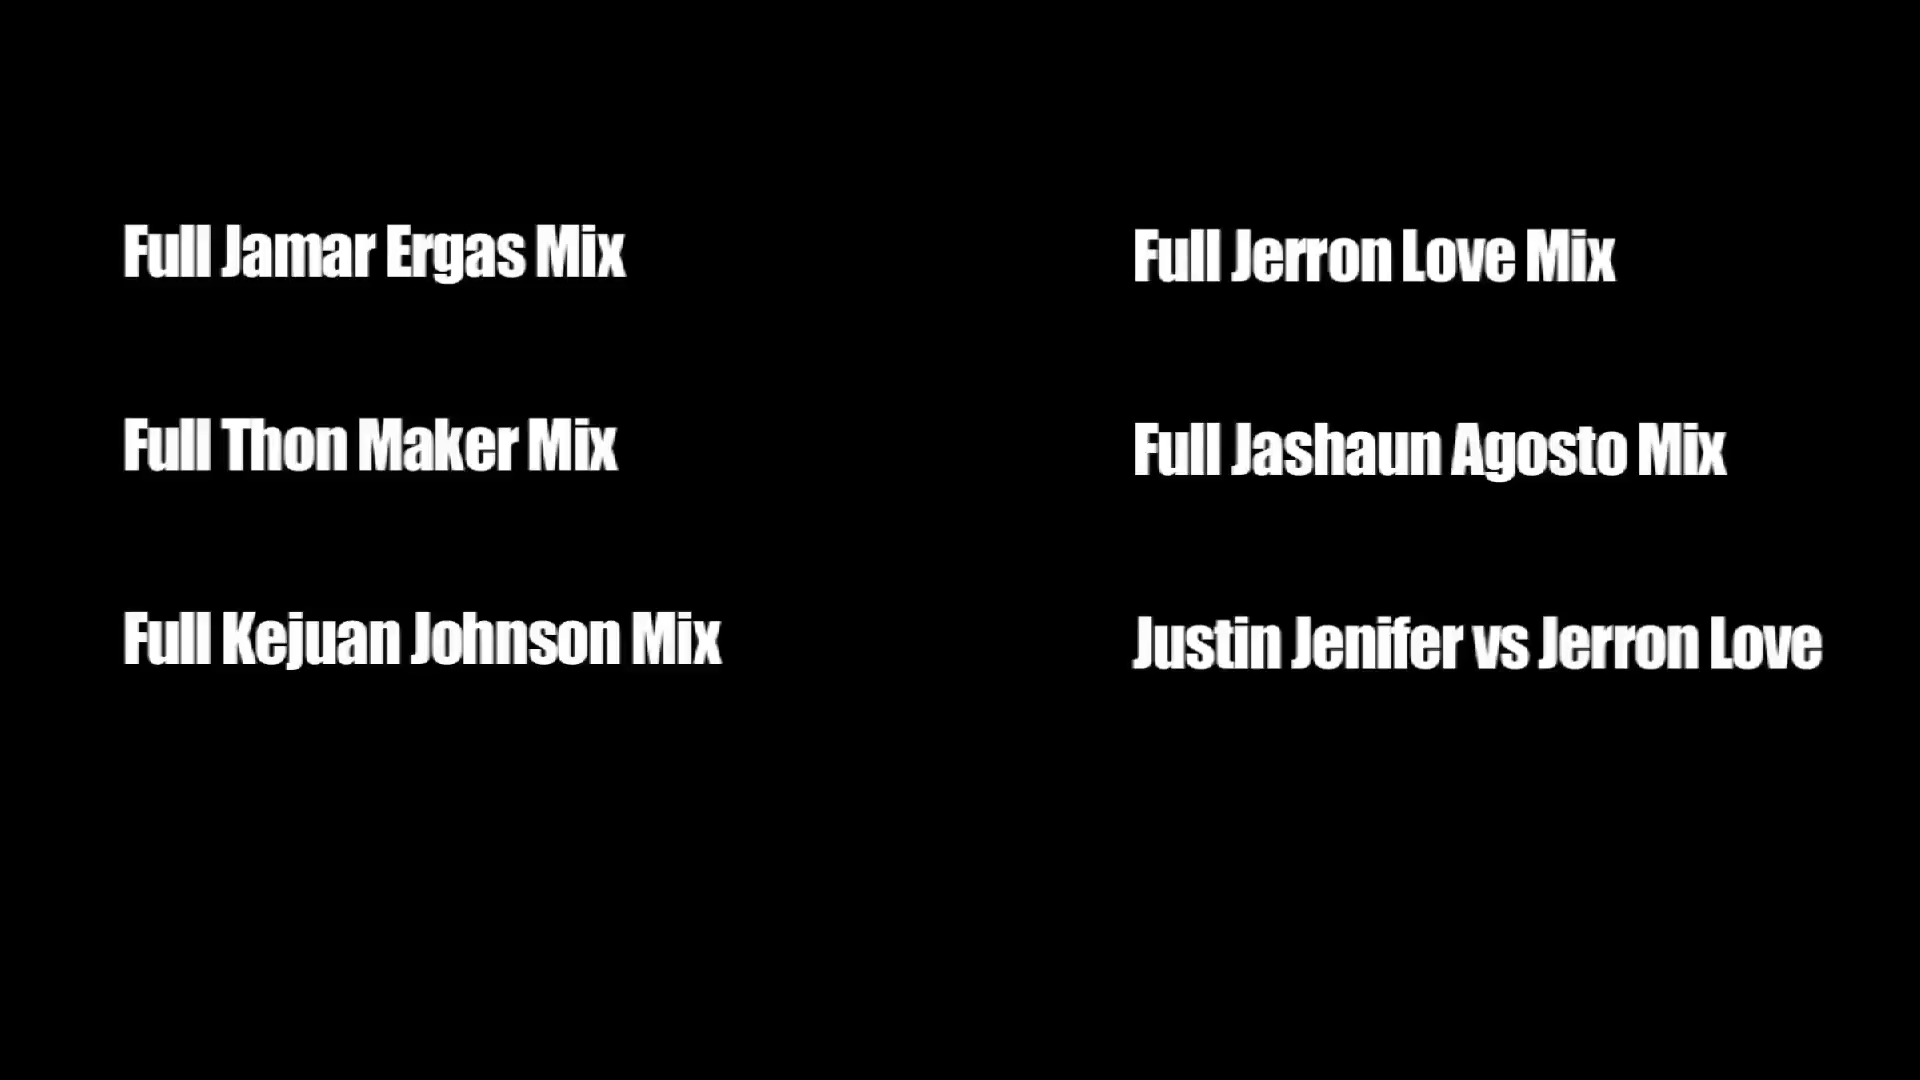 Full Jamar Ergas Mix
Full Thon Maker Mix
Full Kejuan Johnson Mix
Full Jerron Love Mix
Full Jashaun Agosto Mix
Justin Jenifer vs Jerron Love